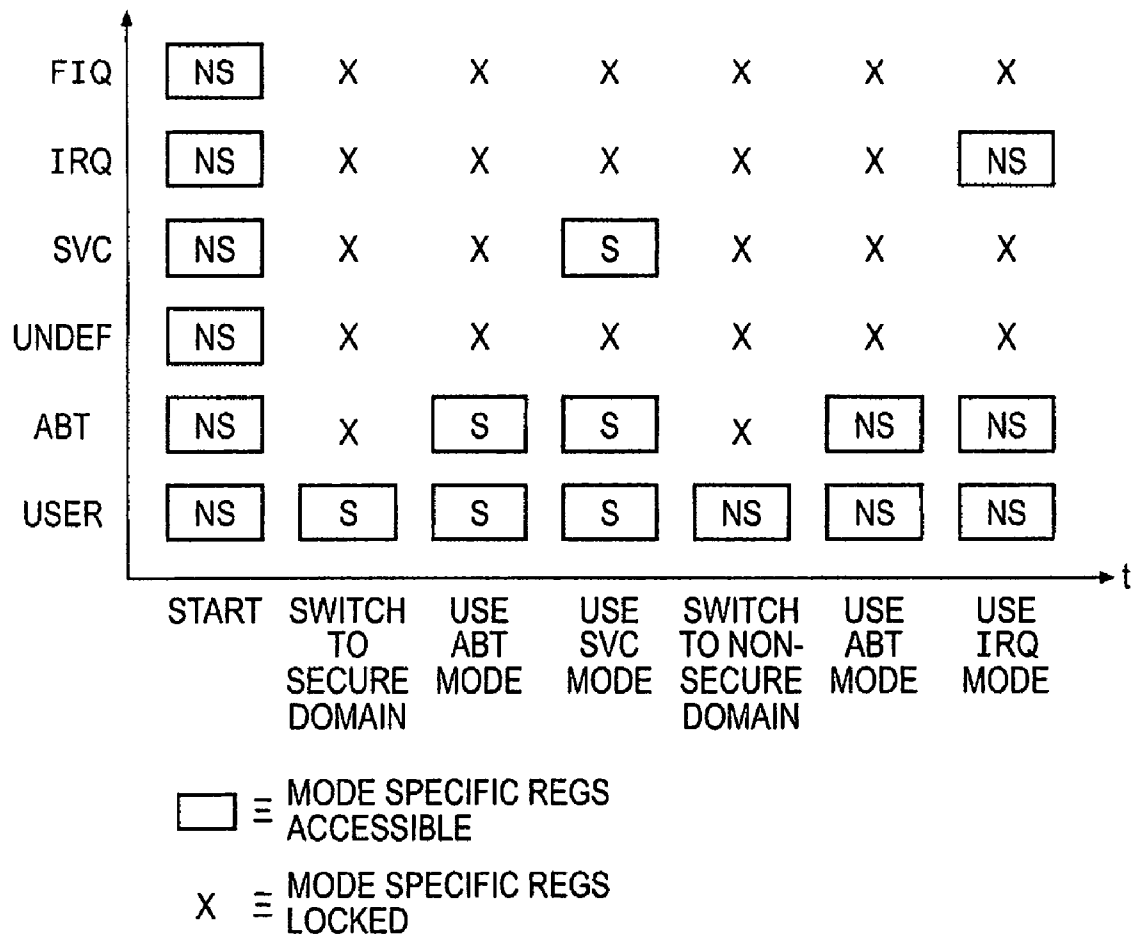 FIQ NS X X X X X X
IRQ NS X X X X X NS
SVC NS X X S X X X
UNDEF NS X X X X X X
ABT NS X S S X NS NS
USER NS S S S NS NS NS
t
START
SWITCH
TO
SECURE
DOMAIN
USE
ABT
MODE
USE
SVC
MODE
SWITCH
TO NON-
SECURE
DOMAIN
USE
ABT
MODE
USE
IRQ
MODE
≡ MODE SPECIFIC REGS
ACCESSIBLE
X ≡ MODE SPECIFIC REGS
LOCKED